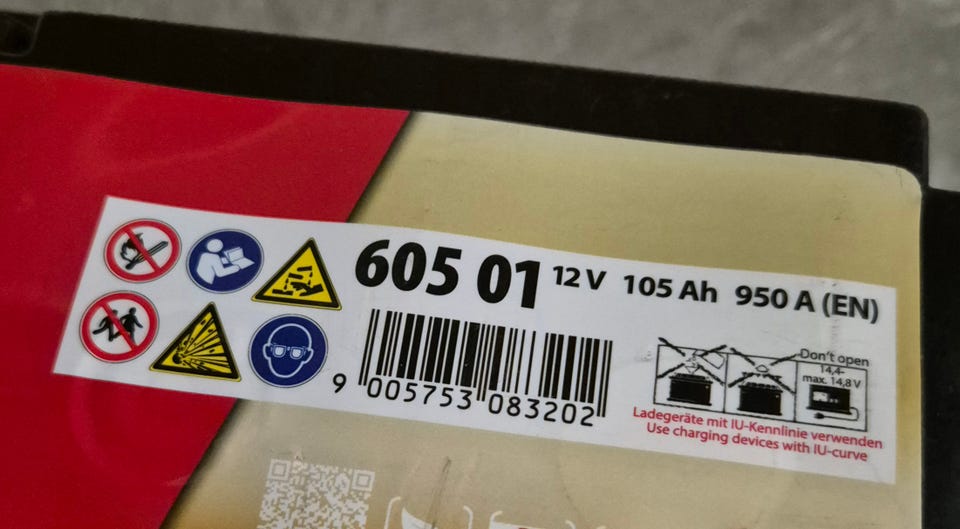 605 01 12 V 105 Ah 950 A (EN)
9 005753 083202
Don't open
14,4-
max. 14,8 V
Ladegeräte mit IU-Kennlinie verwenden
Use charging devices with IU-curve